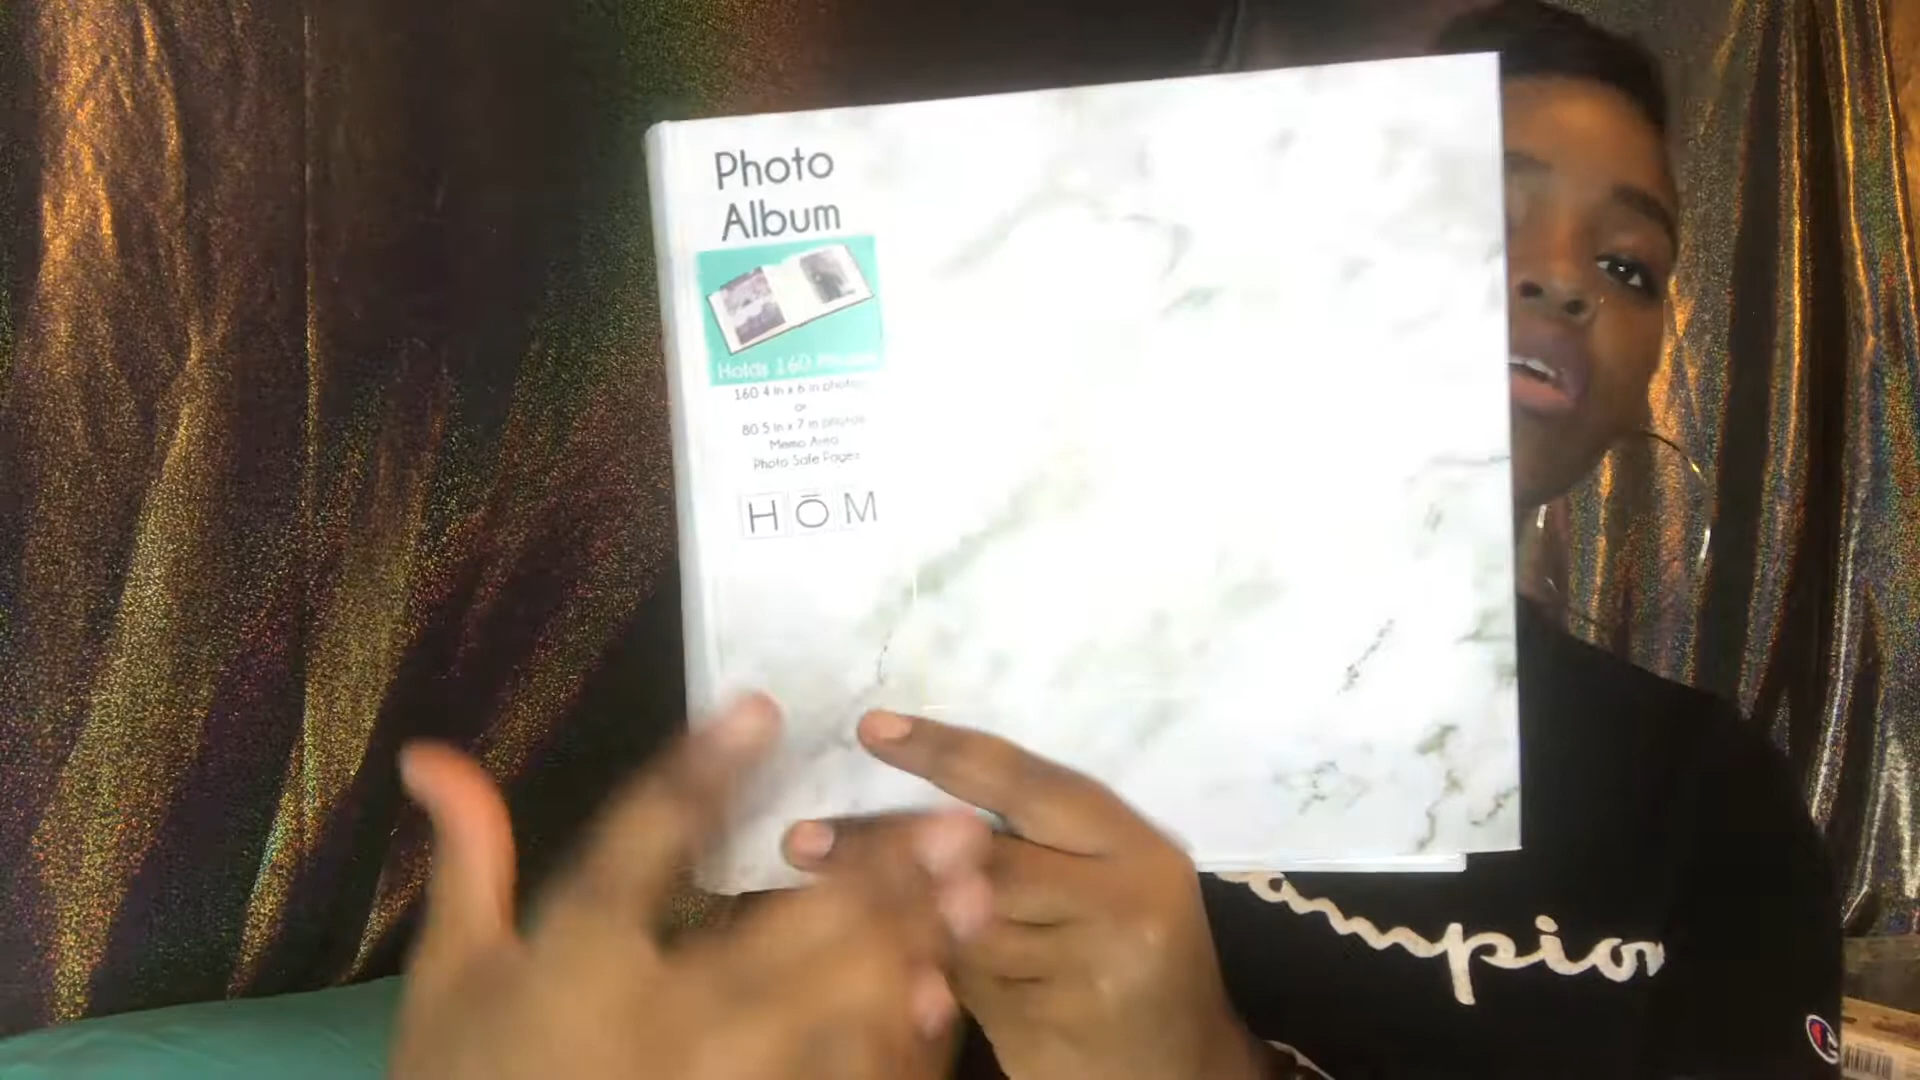 Photo
Album
Holds 160 Photos
160 4 in x 6 in photos
or
80 5 in x 7 in photos
Memo Area
Photo Safe Pages
HŌM
ampion